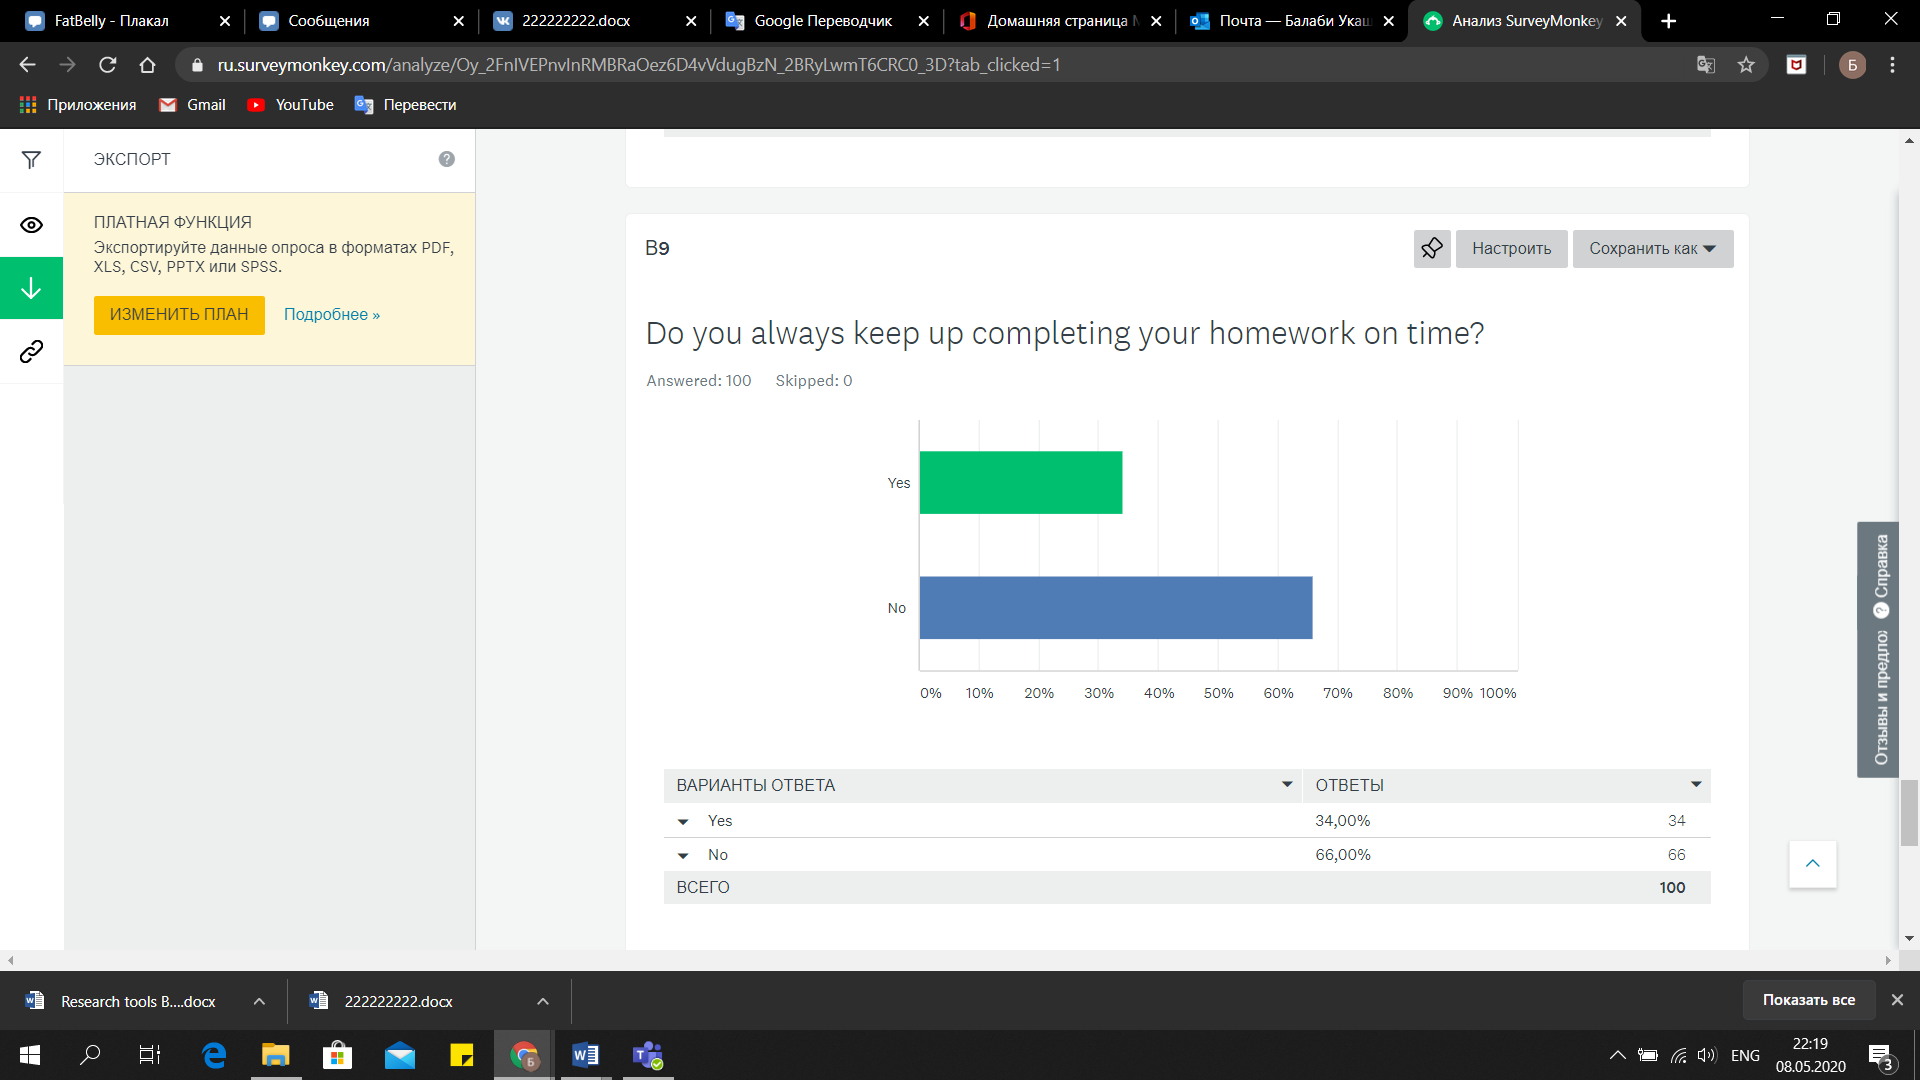 FatBelly - Плакал
Сообщения
222222222.docx
Google Переводчик
Домашняя страница
Почта — Балаби Укаш
Анализ SurveyMonkey
ru.surveymonkey.com/analyze/Oy_2FnIVEPnvInRMBRaOez6D4vVdugBzN_2BRyLwmT6CRC0_3D?tab_clicked=1
Б
Приложения
Gmail
YouTube
Перевести
ЭКСПОРТ
?
ПЛАТНАЯ ФУНКЦИЯ
Экспортируйте данные опроса в форматах PDF,
XLS, CSV, PPTX или SPSS.
ИЗМЕНИТЬ ПЛАН Подробнее »
В9
Настроить
Сохранить как
Do you always keep up completing your homework on time?
Answered: 100 Skipped: 0
Yes
No
0% 10% 20% 30% 40% 50% 60% 70% 80% 90% 100%
ВАРИАНТЫ ОТВЕТА ОТВЕТЫ
Yes 34,00% 34
No 66,00% 66
ВСЕГО 100
Справка
Отзывы и предло
Research tools B....docx
222222222.docx
Показать все
ENG
22:19
08.05.2020
3